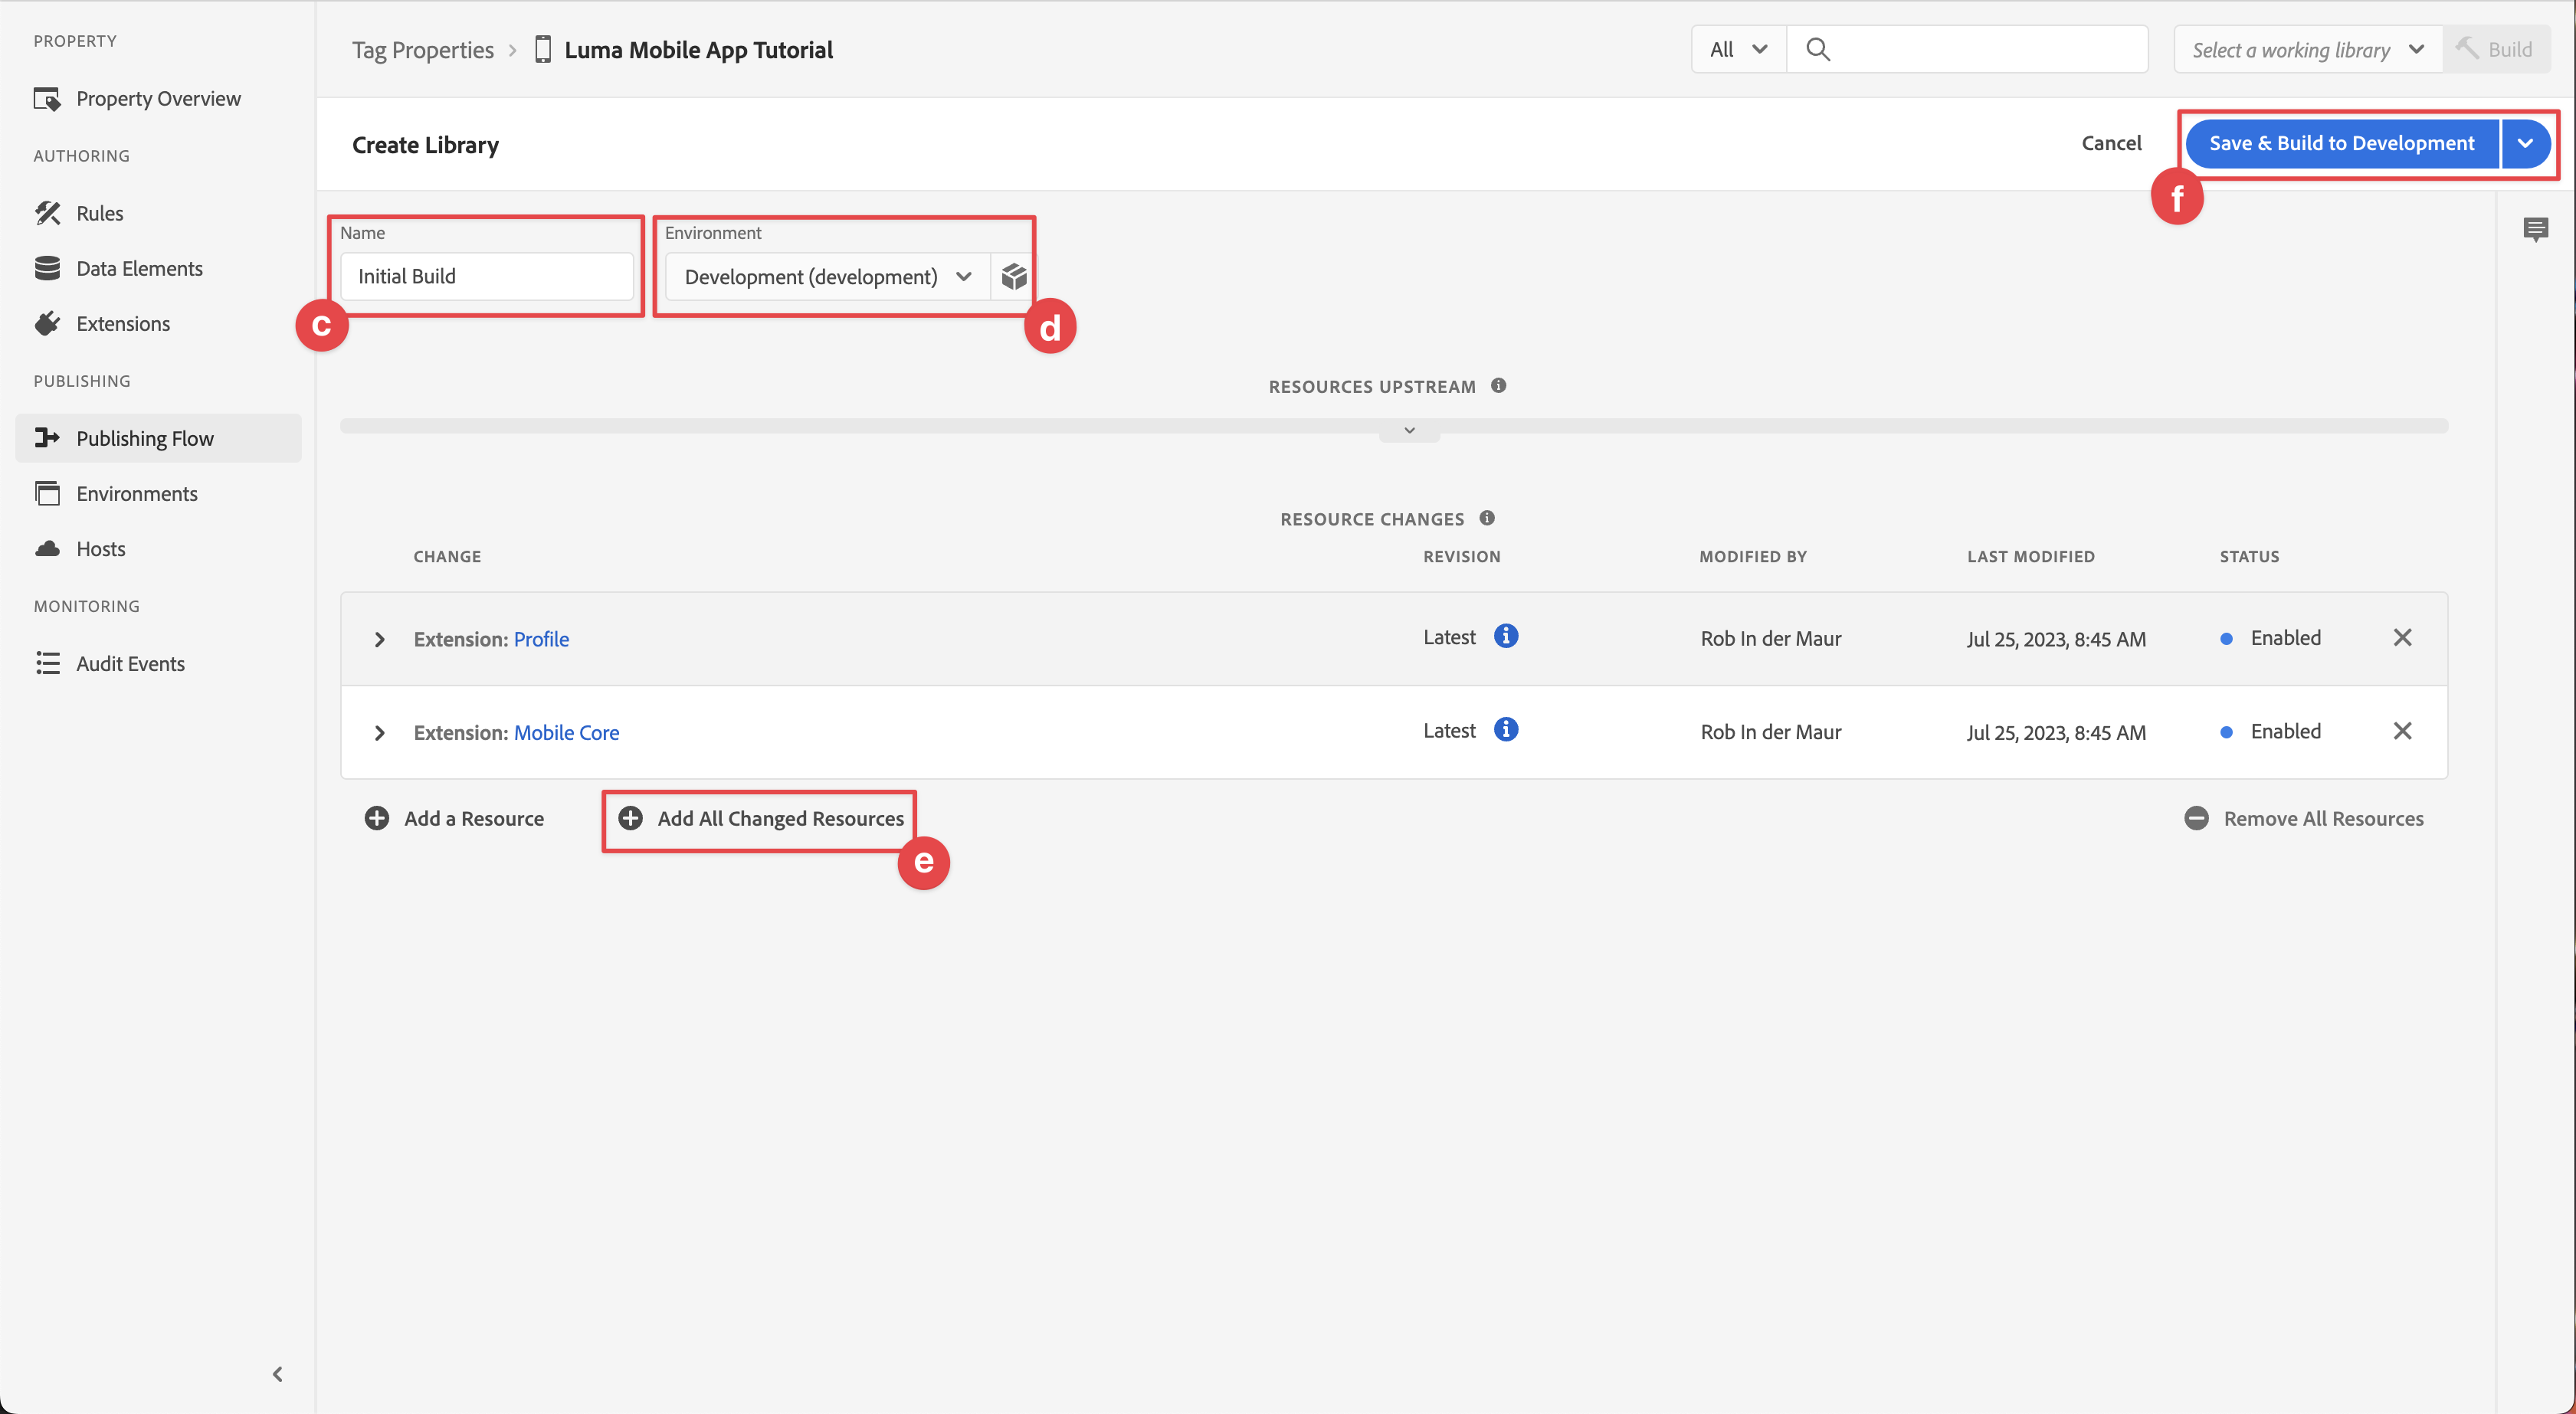 PROPERTY
Property Overview
AUTHORING
Rules
Data Elements
Extensions
PUBLISHING
Publishing Flow
Environments
Hosts
MONITORING
Audit Events
Tag Properties > Luma Mobile App Tutorial
All
Select a working library
Build
Create Library
Cancel
Save & Build to Development
f
Name
Initial Build
c
Environment
Development (development)
d
RESOURCES UPSTREAM
RESOURCE CHANGES
CHANGE REVISION MODIFIED BY LAST MODIFIED STATUS
Extension: Profile Latest Rob In der Maur Jul 25, 2023, 8:45 AM Enabled
Extension: Mobile Core Latest Rob In der Maur Jul 25, 2023, 8:45 AM Enabled
Add a Resource Add All Changed Resources Remove All Resources
e